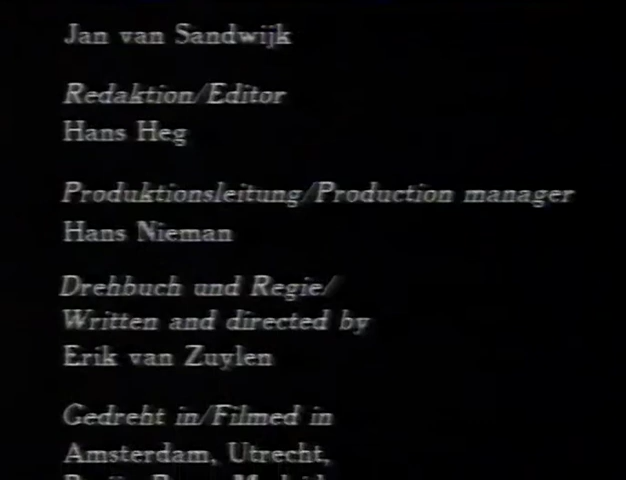 Jan van Sandwijk
Redaktion/Editor
Hans Heg
Produktionsleitung/Production manager
Hans Nieman
Drehbuch und Regie/
Written and directed by
Erik van Zuylen
Gedreht in/Filmed in
Amsterdam, Utrecht,